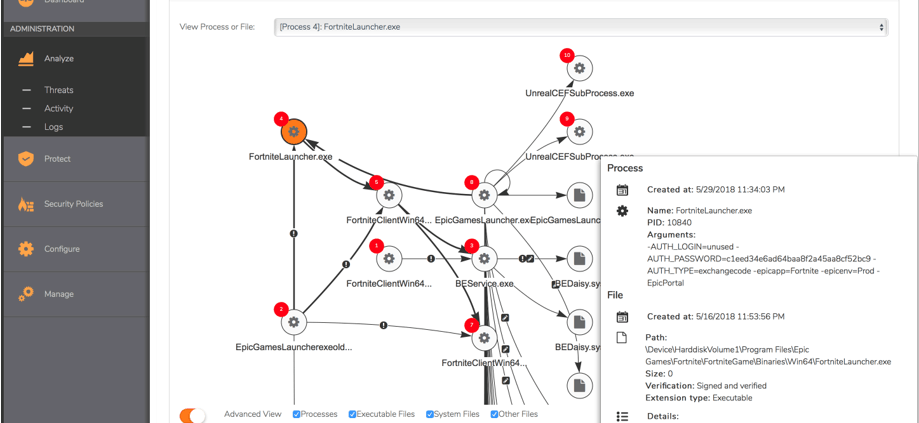 Dashboard
ADMINISTRATION
Analyze
Threats
Activity
Logs
Protect
Security Policies
Configure
Manage
View Process or File:
[Process 4]: FortniteLauncher.exe
10
UnrealCEFSubProcess.exe
4
9
FortniteLauncher.exe
UnrealCEFSubProcess.exe
5
8
FortniteClientWin64...
EpicGamesLauncher.exe
EpicGamesLaunc
1
3
FortniteClientWin64...
BEService.exe
BEDaisy.sy
2
7
EpicGamesLauncherexeold...
BEDaisy.sy
FortniteClientWin64...
Advanced View
Processes
Executable Files
System Files
Other Files
Process
Created at: 5/29/2018 11:34:03 PM
Name: FortniteLauncher.exe
PID: 10840
Arguments:
-AUTH_LOGIN=unused -
AUTH_PASSWORD=c1eed34e6ad64baa8f2a45aa8cf52bc9 -
AUTH_TYPE=exchangecode -epicapp=Fortnite -epicenv=Prod -
EpicPortal
File
Created at: 5/16/2018 11:53:56 PM
Path:
\Device\HarddiskVolume1\Program Files\Epic
Games\Fortnite\FortniteGame\Binaries\Win64\FortniteLauncher.exe
Size: 0
Verification: Signed and verified
Extension type: Executable
Details: